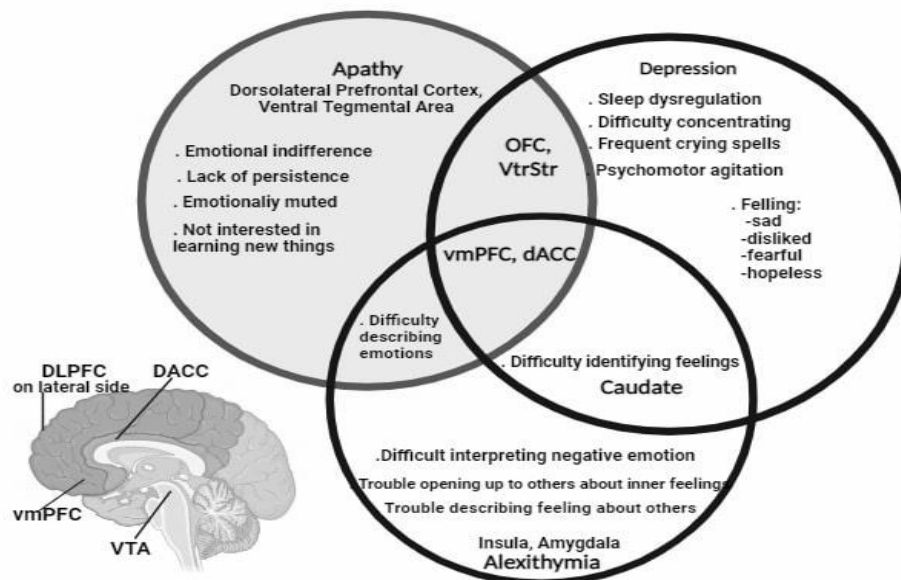 Apathy
Dorsolateral Prefrontal Cortex,
Ventral Tegmental Area
. Emotional indifference
. Lack of persistence
. Emotionaliy muted
. Not interested in
learning new things
OFC,
VtrStr
Depression
. Sleep dysregulation
. Difficulty concentrating
. Frequent crying spells
. Psychomotor agitation
. Felling:
-sad
-disliked
-fearful
-hopeless
vmPFC, dACC
. Difficulty
describing
emotions
. Difficulty identifying feelings
Caudate
.Difficult interpreting negative emotion
.Trouble opening up to others about inner feelings
Trouble describing feeling about others
Insula, Amygdala
Alexithymia
DLPFC
on lateral side
DACC
vmPFC
VTA